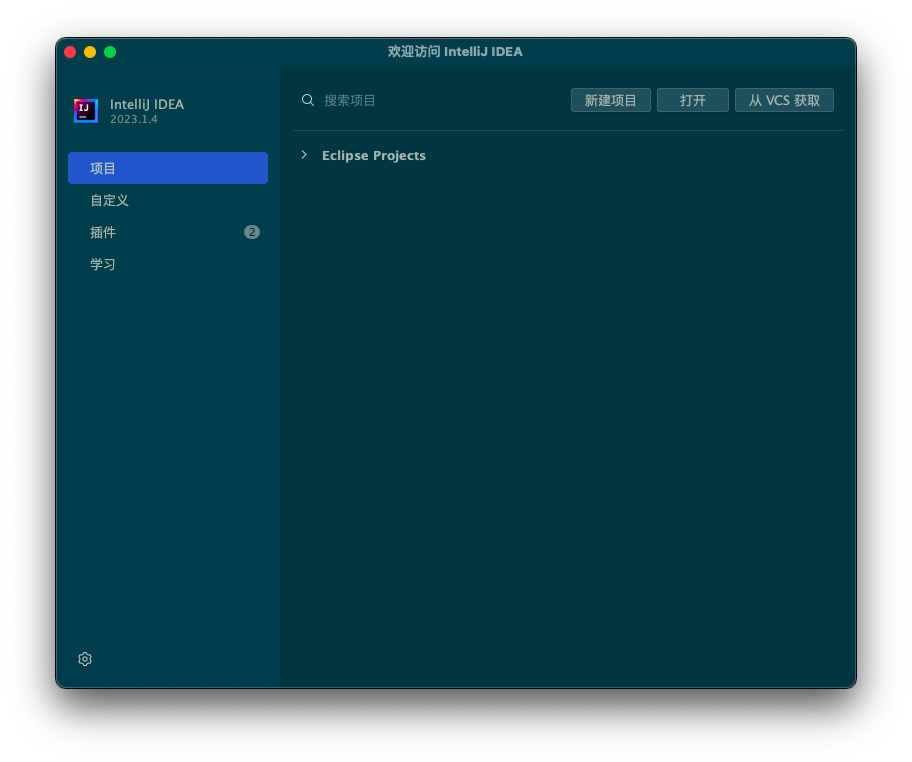 欢迎访问 IntelliJ IDEA
IJ
IntelliJ IDEA
2023.1.4
项目
自定义
插件 2
学习
搜索项目 新建项目 打开 从 VCS 获取
Eclipse Projects